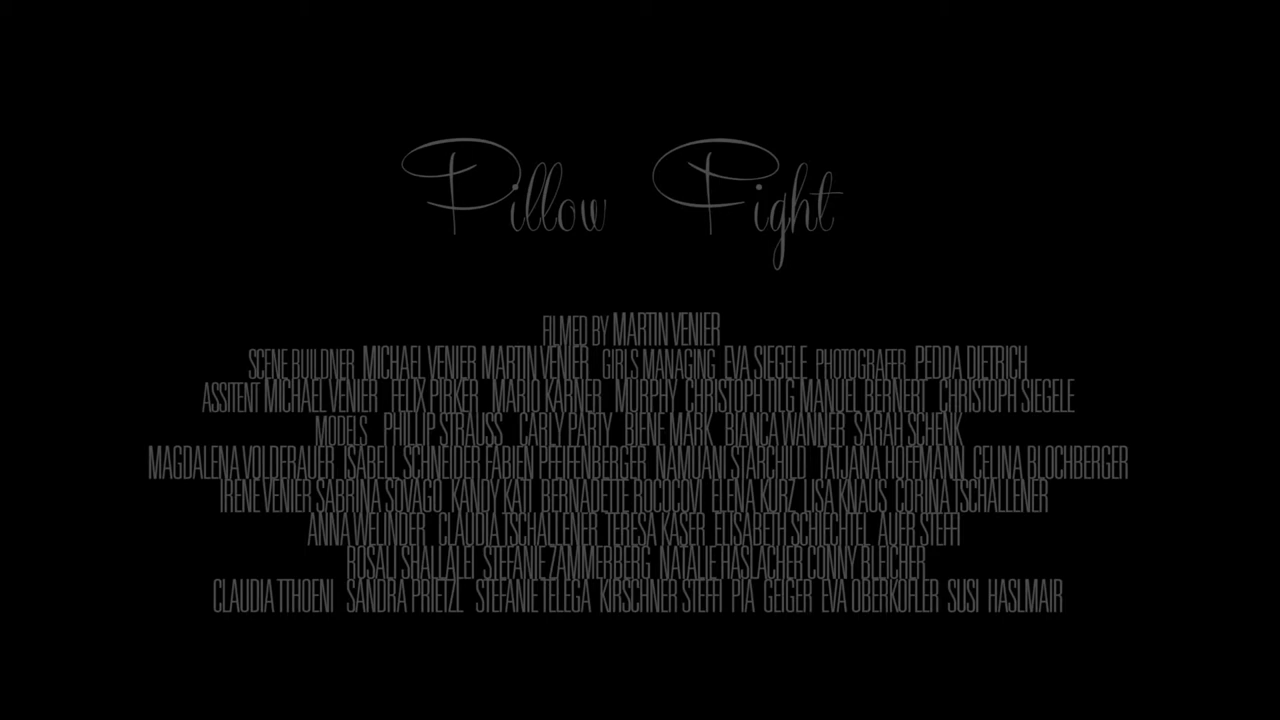 Pillow Fight
FILMED BY MARTIN VENIER
SCENE BUILDNER MICHAEL VENIER MARTIN VENIER GIRLS MANAGING EVA SIEGELE PHOTOGRAFER PEDDA DIETRICH
ASSITENT MICHAEL VENIER FELIX PIRKER MARIO KARNER MURPHY CHRISTOPH TILG MANUEL BERNERT CHRISTOPH SIEGELE
MODELS PHILLIP STRAUSS CARLY PARTY BIENE MARK BIANCA WANNER SARAH SCHENK
MAGDALENA VOLDERAUER ISABELL SCHNEIDER FABIEN PFEIFENBERGER NAMUANI STARCHILD TATJANA HOFFMANN CELINA BLOCHBERGER
IRENE VENIER SABRINA SOVAGO KANDY KATI BERNADETTE ROCOCOVI ELENA KURZ LISA KNAUS CORINA TSCHALLENER
ANNA WELINDER CLAUDIA TSCHALLENER TERESA KASER ELISABETH SCHIECHTEL AUER STEFFI
ROSALI SHALLALEI STEFANIE ZAMMERBERG NATALIE HASLACHER CONNY BLEICHER
CLAUDIA TTHOENI SANDRA PRIETZL STEFANIE TELEGA KIRSCHNER STEFFI PIA GEIGER EVA OBERKOFLER SUSI HASLMAIR